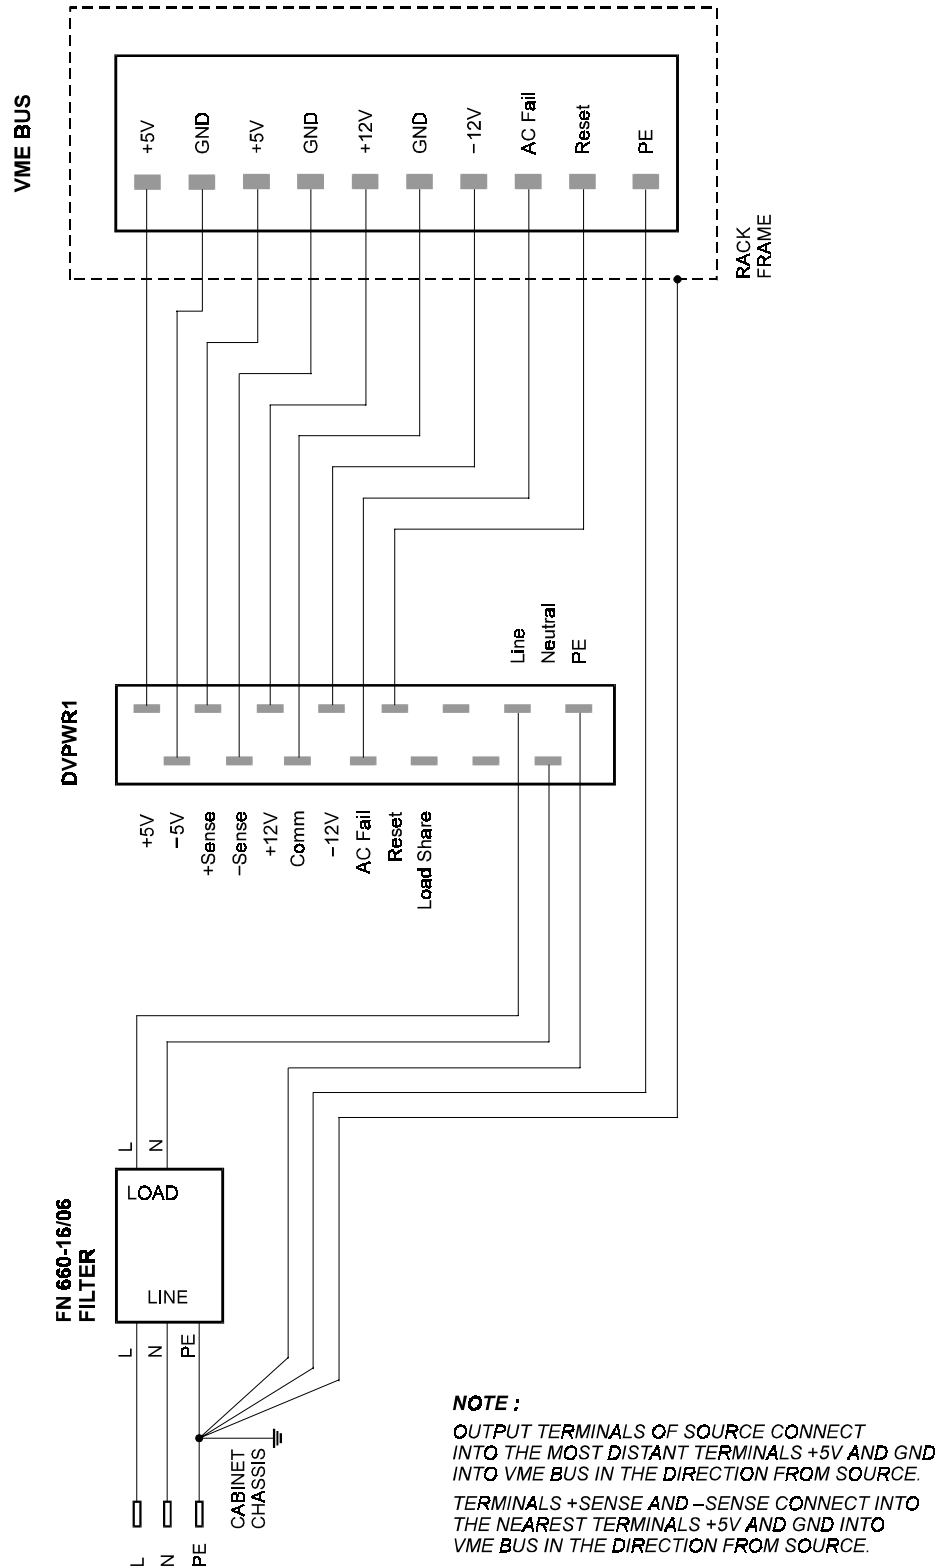 VME BUS
+5V
GND
+5V
GND
+12V
GND
−12V
AC Fail
Reset
PE
RACK
FRAME
DVPWR1
Line
Neutral
PE
+5V
−5V
+Sense
−Sense
+12V
Comm
−12V
AC Fail
Reset
Load Share
FN 660-16/06
FILTER
L
N
LOAD
LINE
L
N
PE
CABINET
CHASSIS
L
N
PE
NOTE :
OUTPUT TERMINALS OF SOURCE CONNECT
INTO THE MOST DISTANT TERMINALS +5V AND GND
INTO VME BUS IN THE DIRECTION FROM SOURCE.
TERMINALS +SENSE AND –SENSE CONNECT INTO
THE NEAREST TERMINALS +5V AND GND INTO
VME BUS IN THE DIRECTION FROM SOURCE.